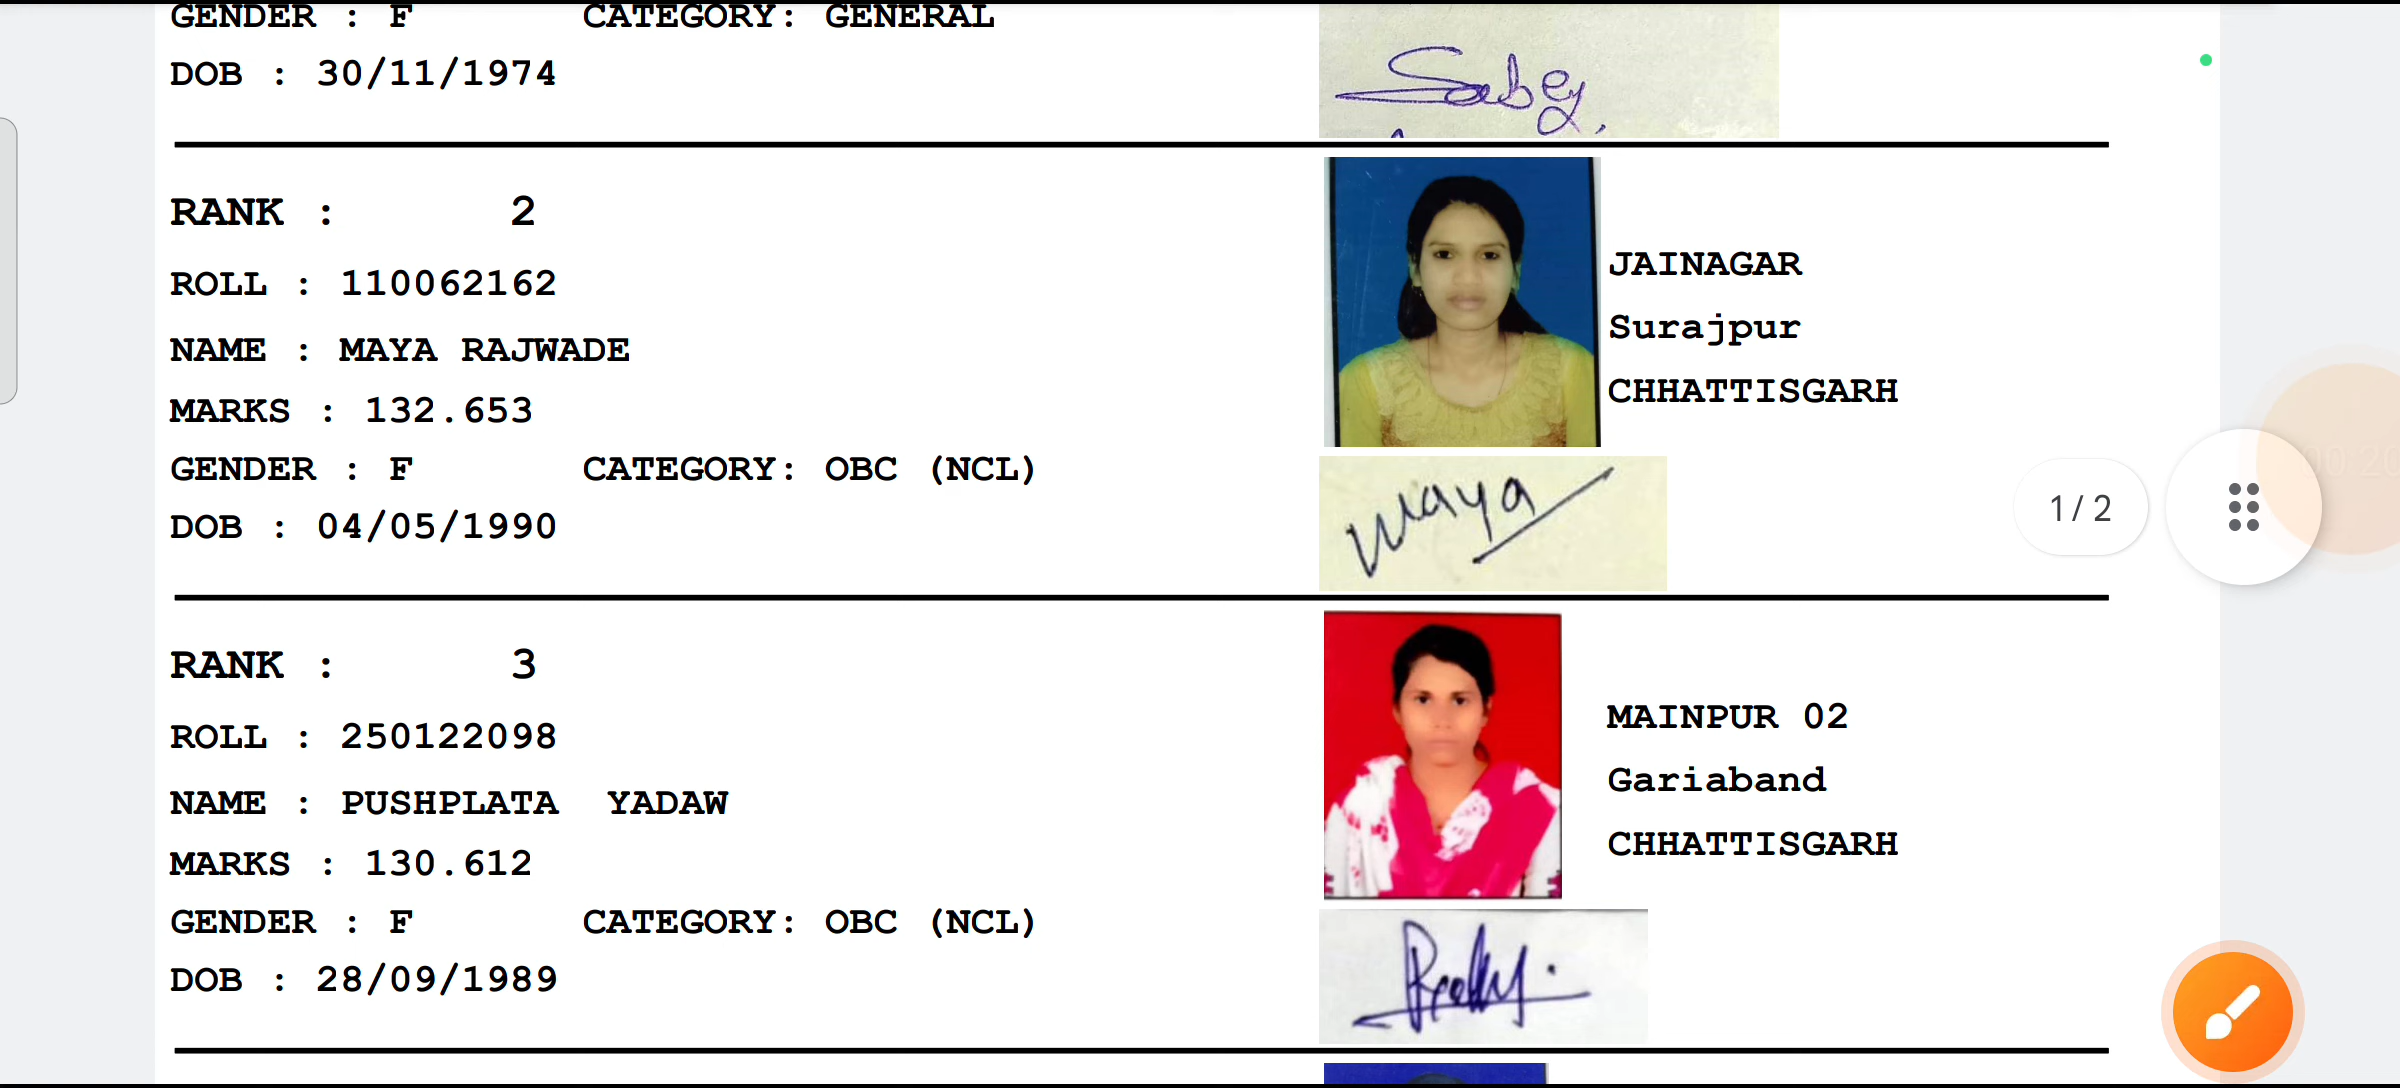 GENDER : F CATEGORY: GENERAL
DOB : 30/11/1974
RANK : 2
ROLL : 110062162
NAME : MAYA RAJWADE
MARKS : 132.653
GENDER : F CATEGORY: OBC (NCL)
DOB : 04/05/1990
JAINAGAR
Surajpur
CHHATTISGARH
Maya
1 / 2
00:20
RANK : 3
ROLL : 250122098
NAME : PUSHPLATA YADAW
MARKS : 130.612
GENDER : F CATEGORY: OBC (NCL)
DOB : 28/09/1989
MAINPUR 02
Gariaband
CHHATTISGARH